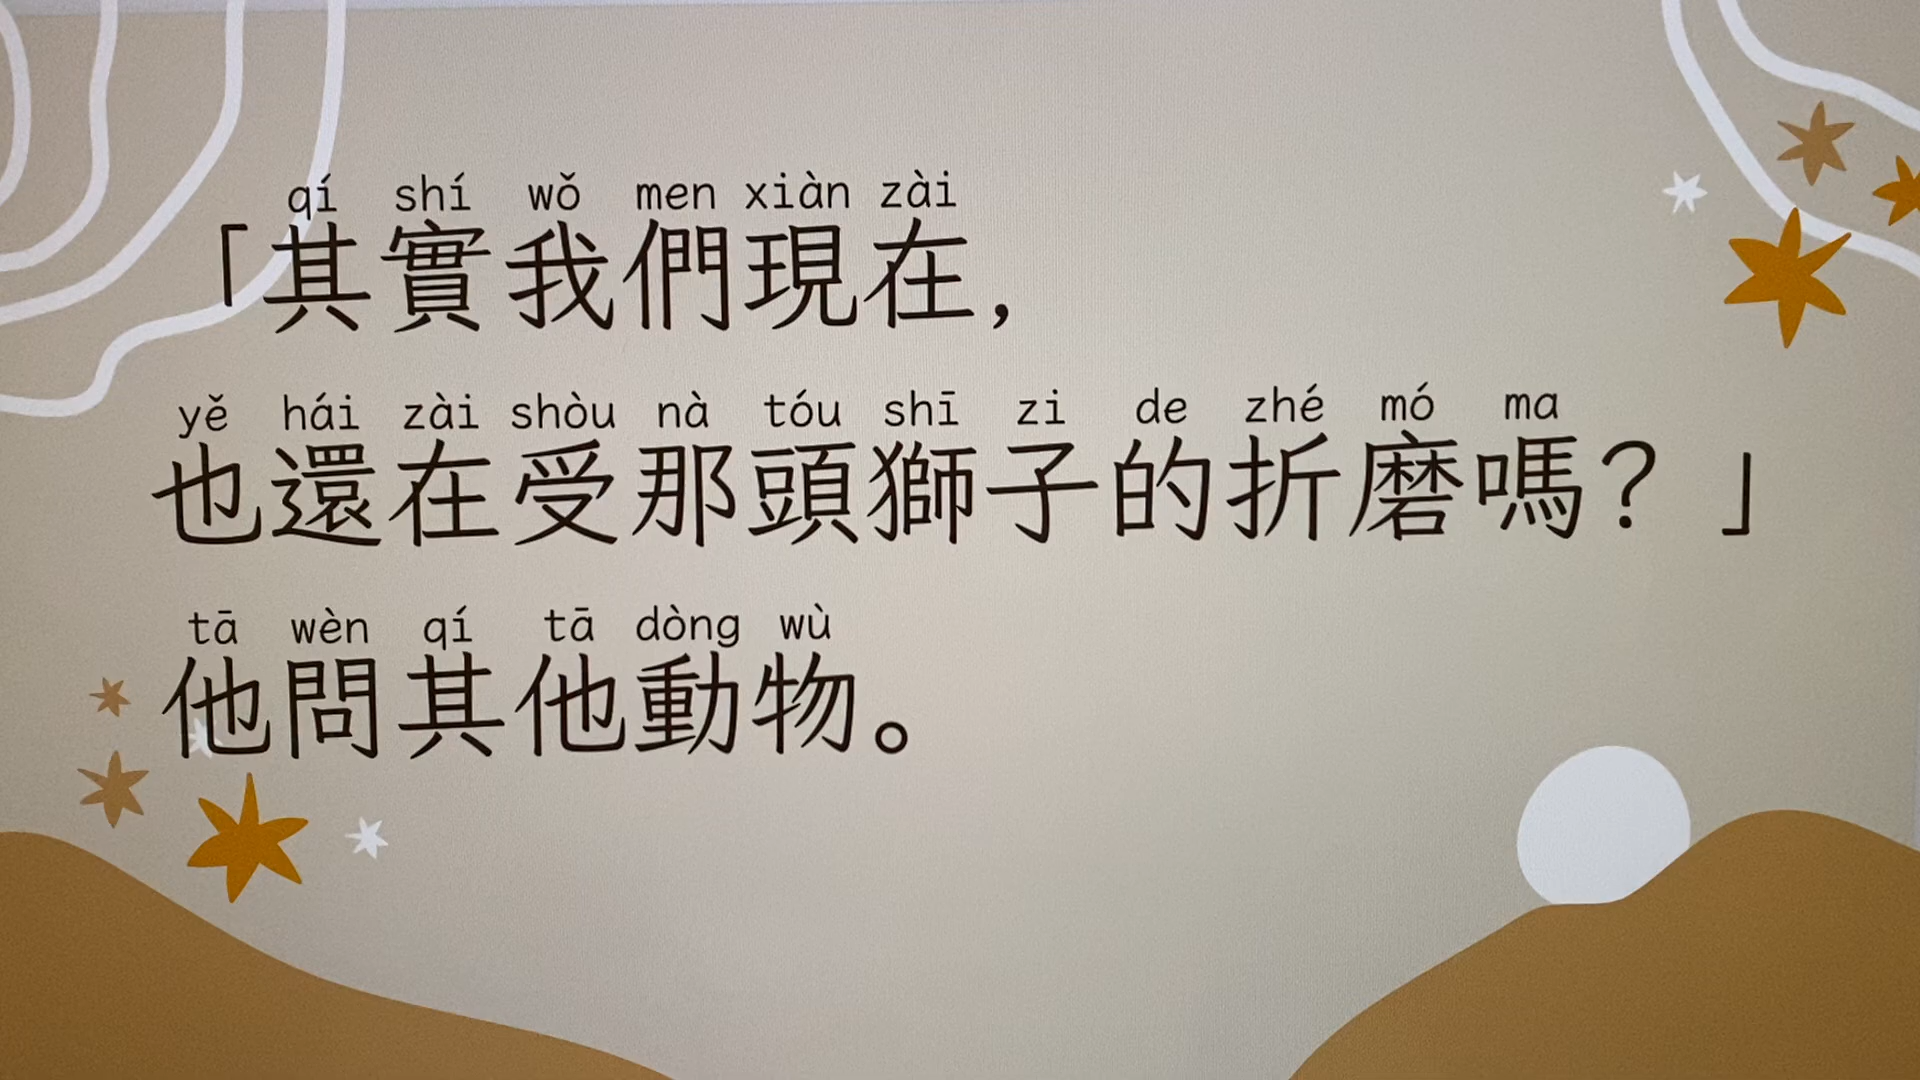 qí shí wǒ men xiàn zài
「其實我們現在，
yě hái zài shòu nà tóu shī zi de zhé mó ma
也還在受那頭獅子的折磨嗎？」
tā wèn qí tā dòng wù
他問其他動物。